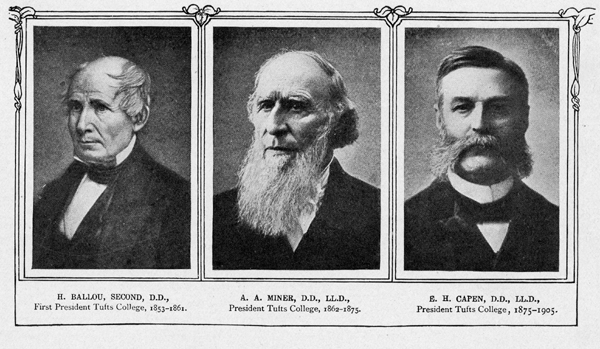 H. BALLOU, SECOND, D.D.,
First President Tufts College, 1853-1861.
A. A. MINER, D.D., LL.D.,
President Tufts College, 1862-1875.
E. H. CAPEN, D.D., LL.D.,
President Tufts College, 1875-1905.